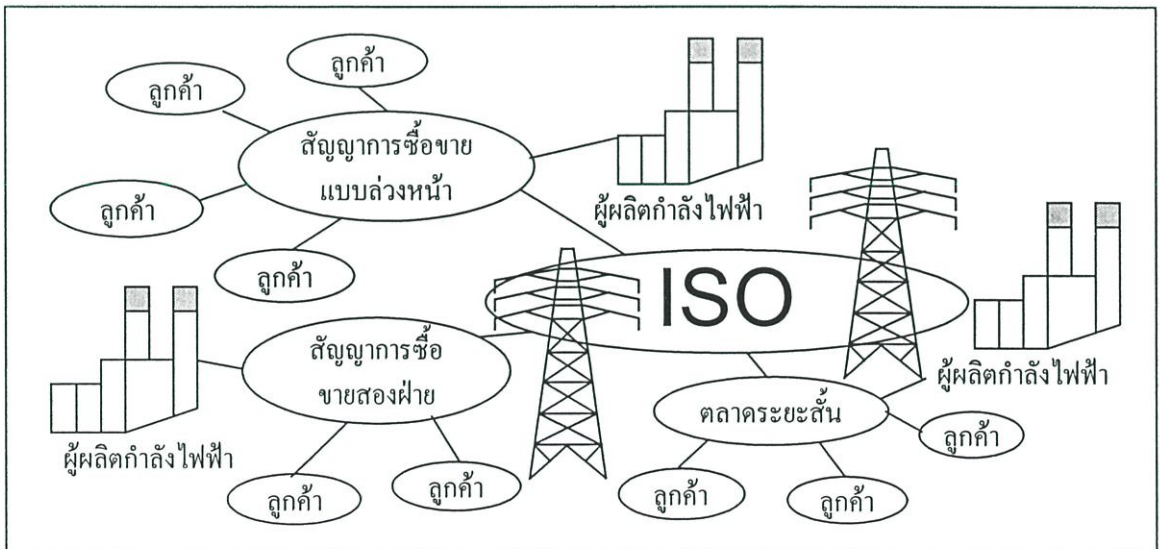 ลูกค้า
ลูกค้า
สัญญาการซื้อขาย
แบบล่วงหน้า
ลูกค้า
ผู้ผลิตกำลังไฟฟ้า
ลูกค้า
ISO
สัญญาการซื้อ
ขายสองฝ่าย
ผู้ผลิตกำลังไฟฟ้า
ตลาดระยะสั้น
ลูกค้า
ผู้ผลิตกำลังไฟฟ้า
ลูกค้า
ลูกค้า
ลูกค้า
ลูกค้า